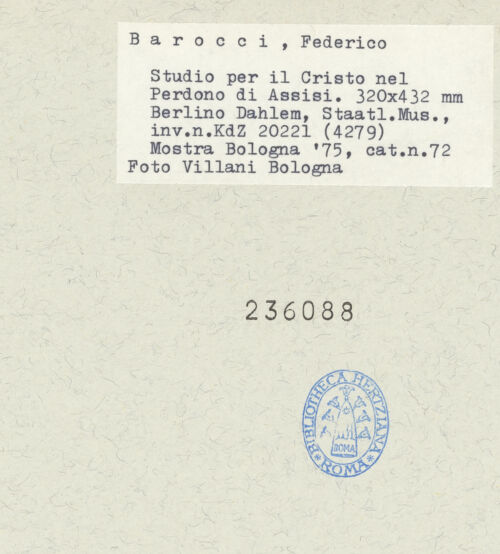 B a r o c c i , Federico
Studio per il Cristo nel
Perdono di Assisi. 320x432 mm
Berlino Dahlem, Staatl.Mus.,
inv.n.KdZ 20221 (4279)
Mostra Bologna '75, cat.n.72
Foto Villani Bologna
236088
BIBLIOTHECA HERTZIANA
ROMA
* ROMA *